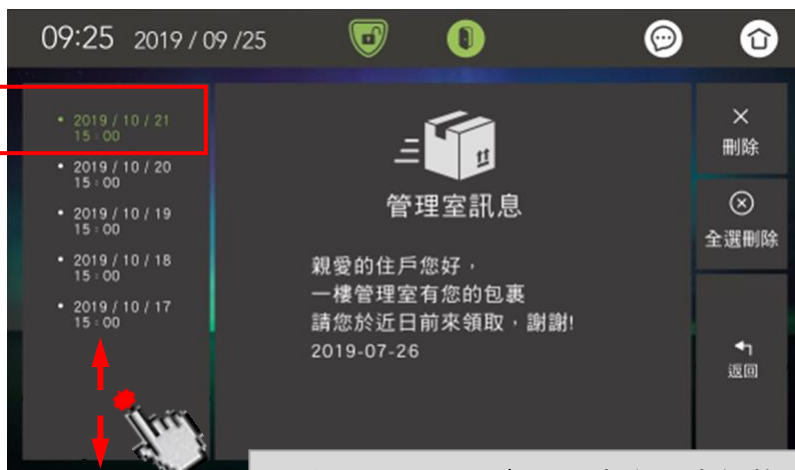 09:25 2019 / 09 /25
• 2019 / 10 / 21
15：00
• 2019 / 10 / 20
15：00
• 2019 / 10 / 19
15：00
• 2019 / 10 / 18
15：00
• 2019 / 10 / 17
15：00
管理室訊息
親愛的住戶您好，
一樓管理室有您的包裹
請您於近日前來領取，謝謝!
2019-07-26
刪除
全選刪除
返回